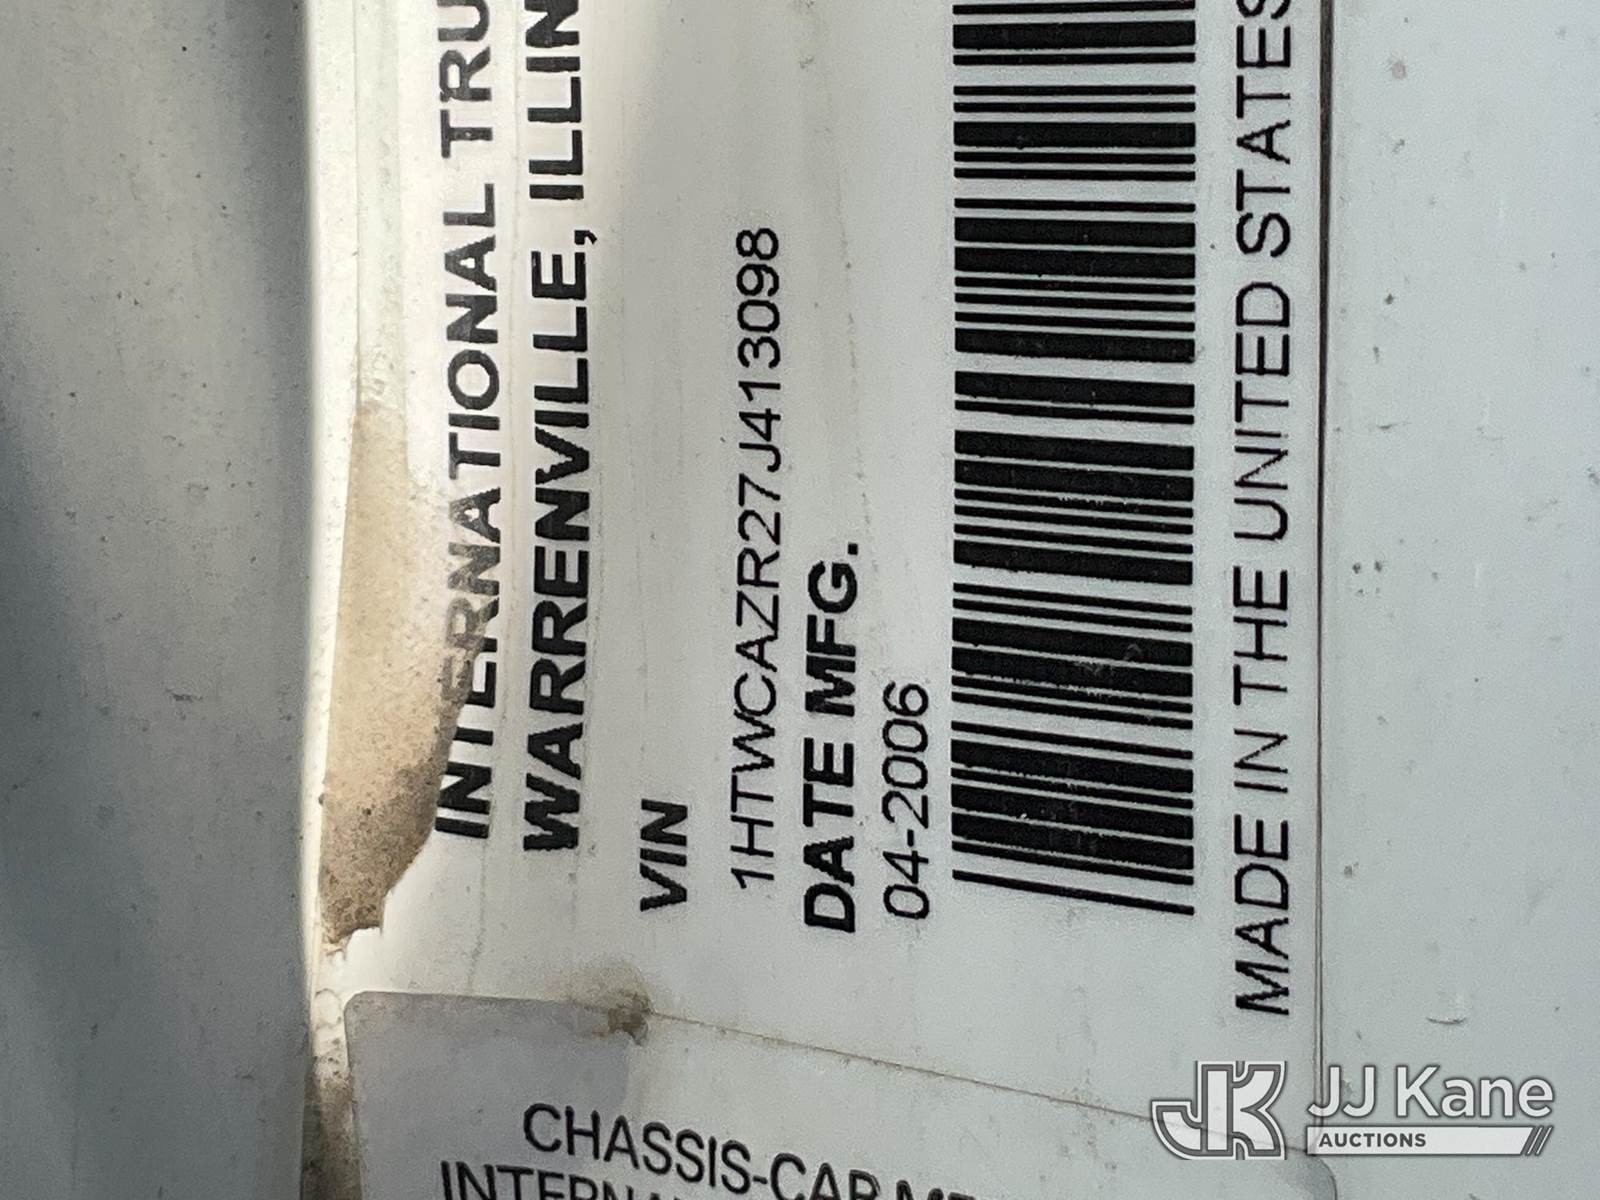 INTERNATIONAL TRU
WARRENVILLE, ILLIN
VIN
1HTWCAZR27J413098
DATE MFG.
04-2006
MADE IN THE UNITED STATES
CHASSIS-CAB
JJ Kane
AUCTIONS